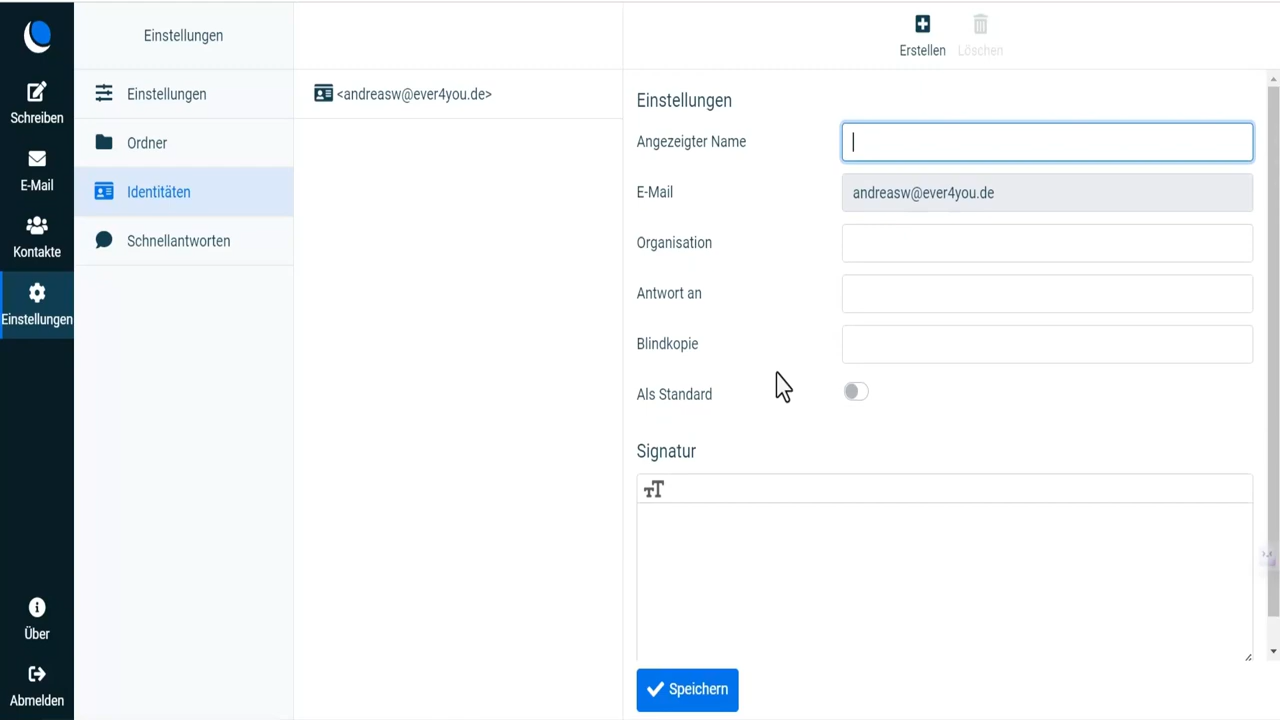 Einstellungen
Erstellen
Löschen
Schreiben
E-Mail
Kontakte
Einstellungen
Über
Abmelden
Einstellungen
Ordner
Identitäten
Schnellantworten
<andreasw@ever4you.de>
Einstellungen
Angezeigter Name
E-Mail
andreasw@ever4you.de
Organisation
Antwort an
Blindkopie
Als Standard
Signatur
Speichern